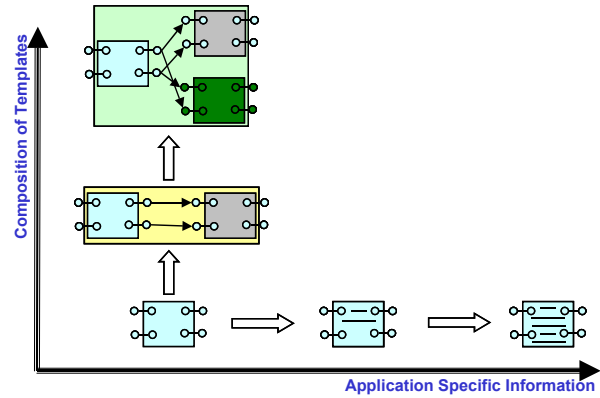 Composition of Templates
Application Specific Information